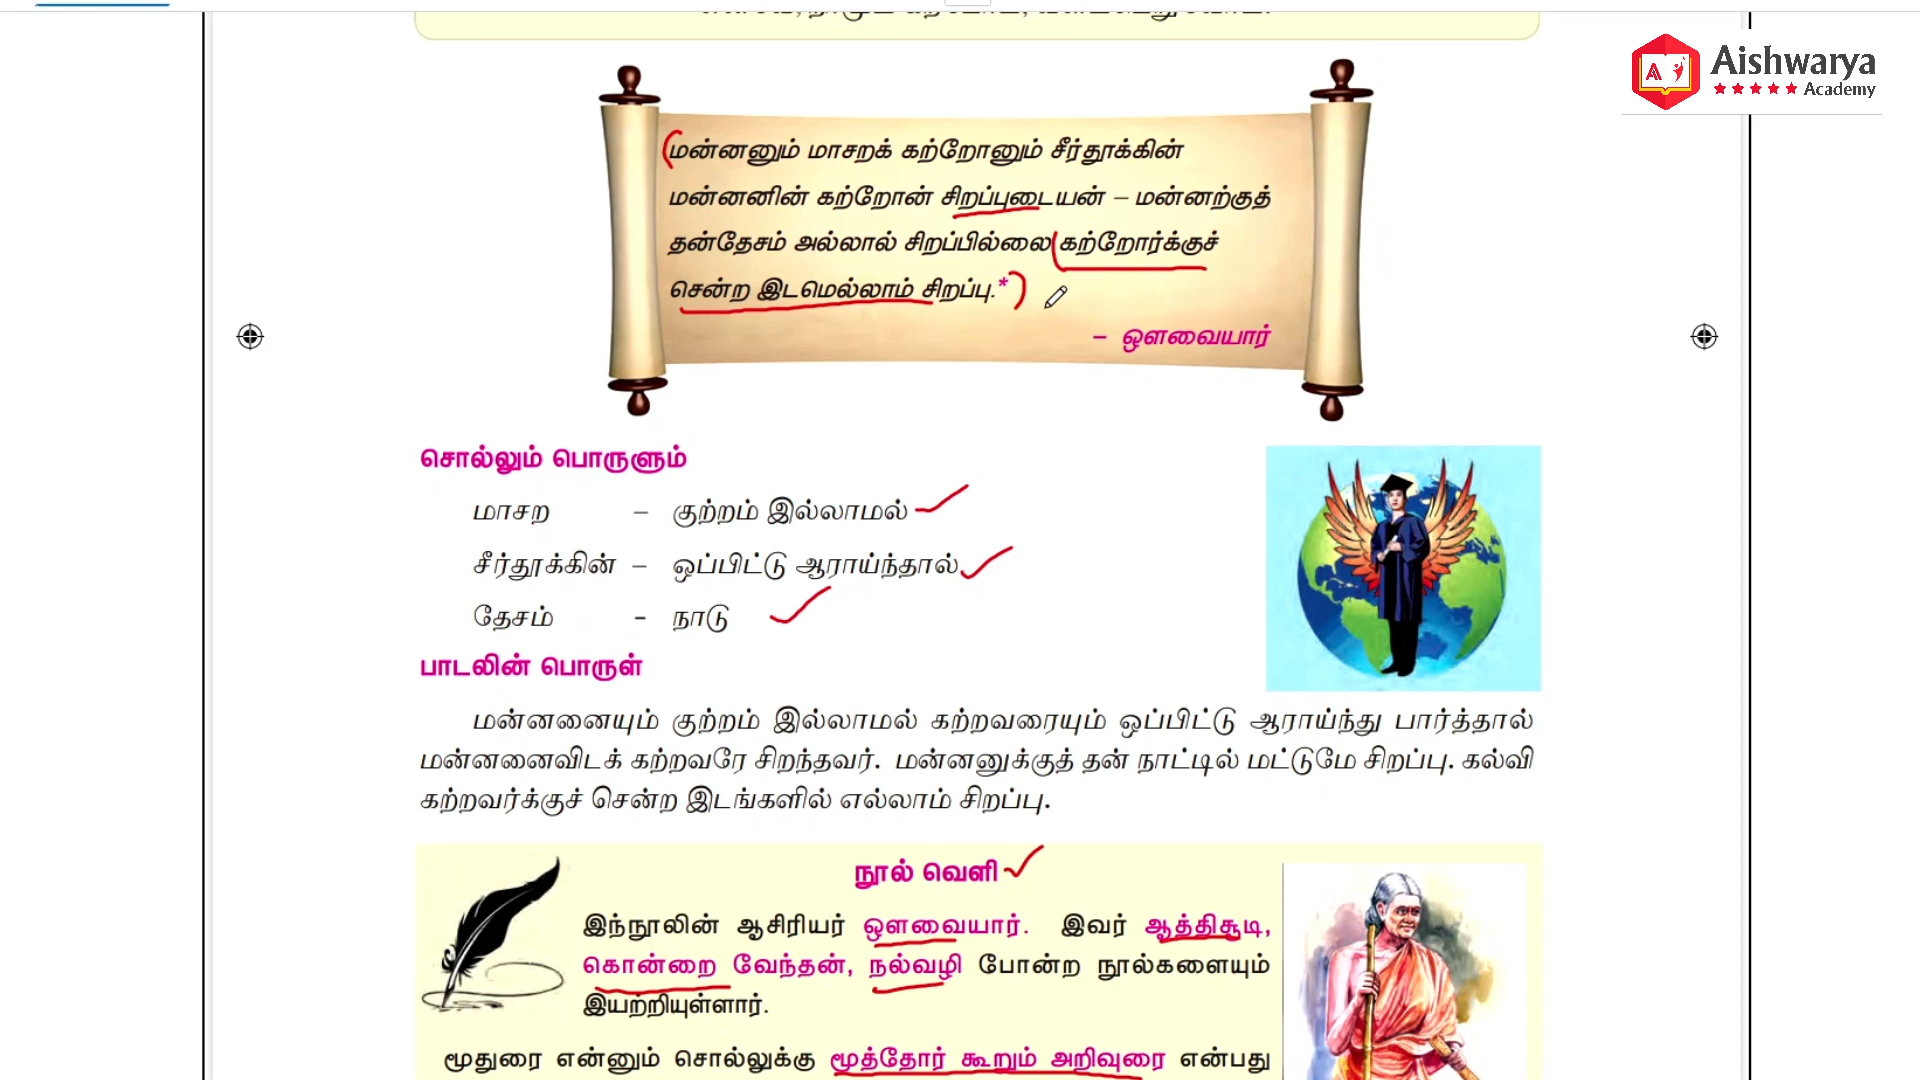 Aishwarya
Academy
மன்னனும் மாசறக் கற்றோனும் சீர்தூக்கின்
மன்னனின் கற்றோன் சிறப்புடையன் – மன்னற்குத்
தன்தேசம் அல்லால் சிறப்பில்லை கற்றோர்க்குச்
சென்ற இடமெல்லாம் சிறப்பு.*
– ஔவையார்
சொல்லும் பொருளும்
மாசற – குற்றம் இல்லாமல்
சீர்தூக்கின் – ஒப்பிட்டு ஆராய்ந்தால்
தேசம் - நாடு
பாடலின் பொருள்
மன்னனையும் குற்றம் இல்லாமல் கற்றவரையும் ஒப்பிட்டு ஆராய்ந்து பார்த்தால்
மன்னனைவிடக் கற்றவரே சிறந்தவர். மன்னனுக்குத் தன் நாட்டில் மட்டுமே சிறப்பு. கல்வி
கற்றவர்க்குச் சென்ற இடங்களில் எல்லாம் சிறப்பு.
நூல் வெளி
இந்நூலின் ஆசிரியர் ஔவையார். இவர் ஆத்திசூடி,
கொன்றை வேந்தன், நல்வழி போன்ற நூல்களையும்
இயற்றியுள்ளார்.
மூதுரை என்னும் சொல்லுக்கு மூத்தோர் கூறும் அறிவுரை என்பது